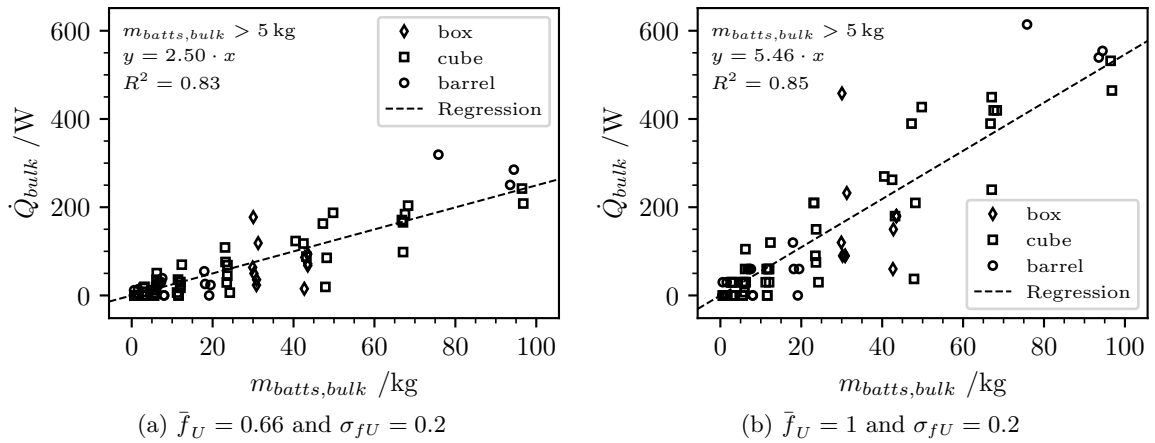 m_{batts,bulk} > 5 kg
y = 2.50 · x
R² = 0.83
box
cube
barrel
Regression
600
400
200
0
Q̇_{bulk} /W
0 20 40 60 80 100
m_{batts,bulk} /kg
(a) f̄_U = 0.66 and σ_{fU} = 0.2
m_{batts,bulk} > 5 kg
y = 5.46 · x
R² = 0.85
box
cube
barrel
Regression
600
400
200
0
Q̇_{bulk} /W
0 20 40 60 80 100
m_{batts,bulk} /kg
(b) f̄_U = 1 and σ_{fU} = 0.2